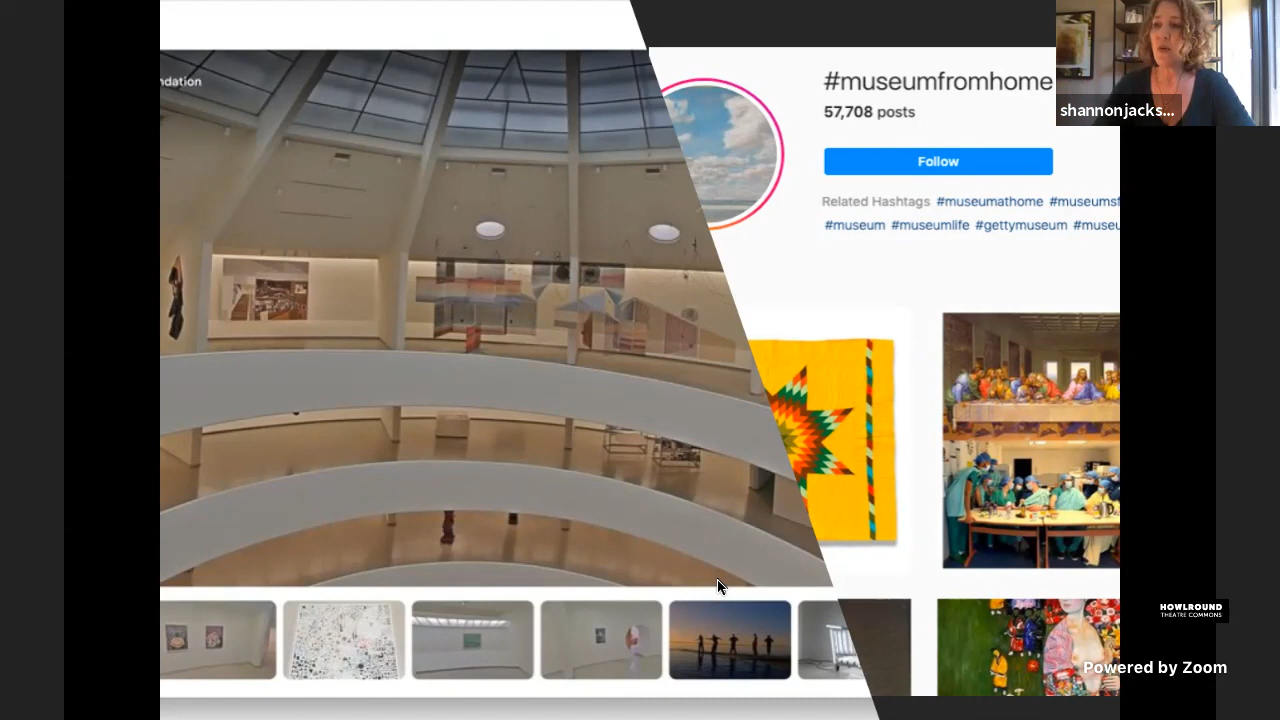 ndation
#museumfromhome
57,708 posts
Follow
Related Hashtags #museumathome #museumsf
#museum #museumlife #gettymuseum #museu
shannonjacks...
HOWLROUND
THEATRE COMMONS
Powered by Zoom